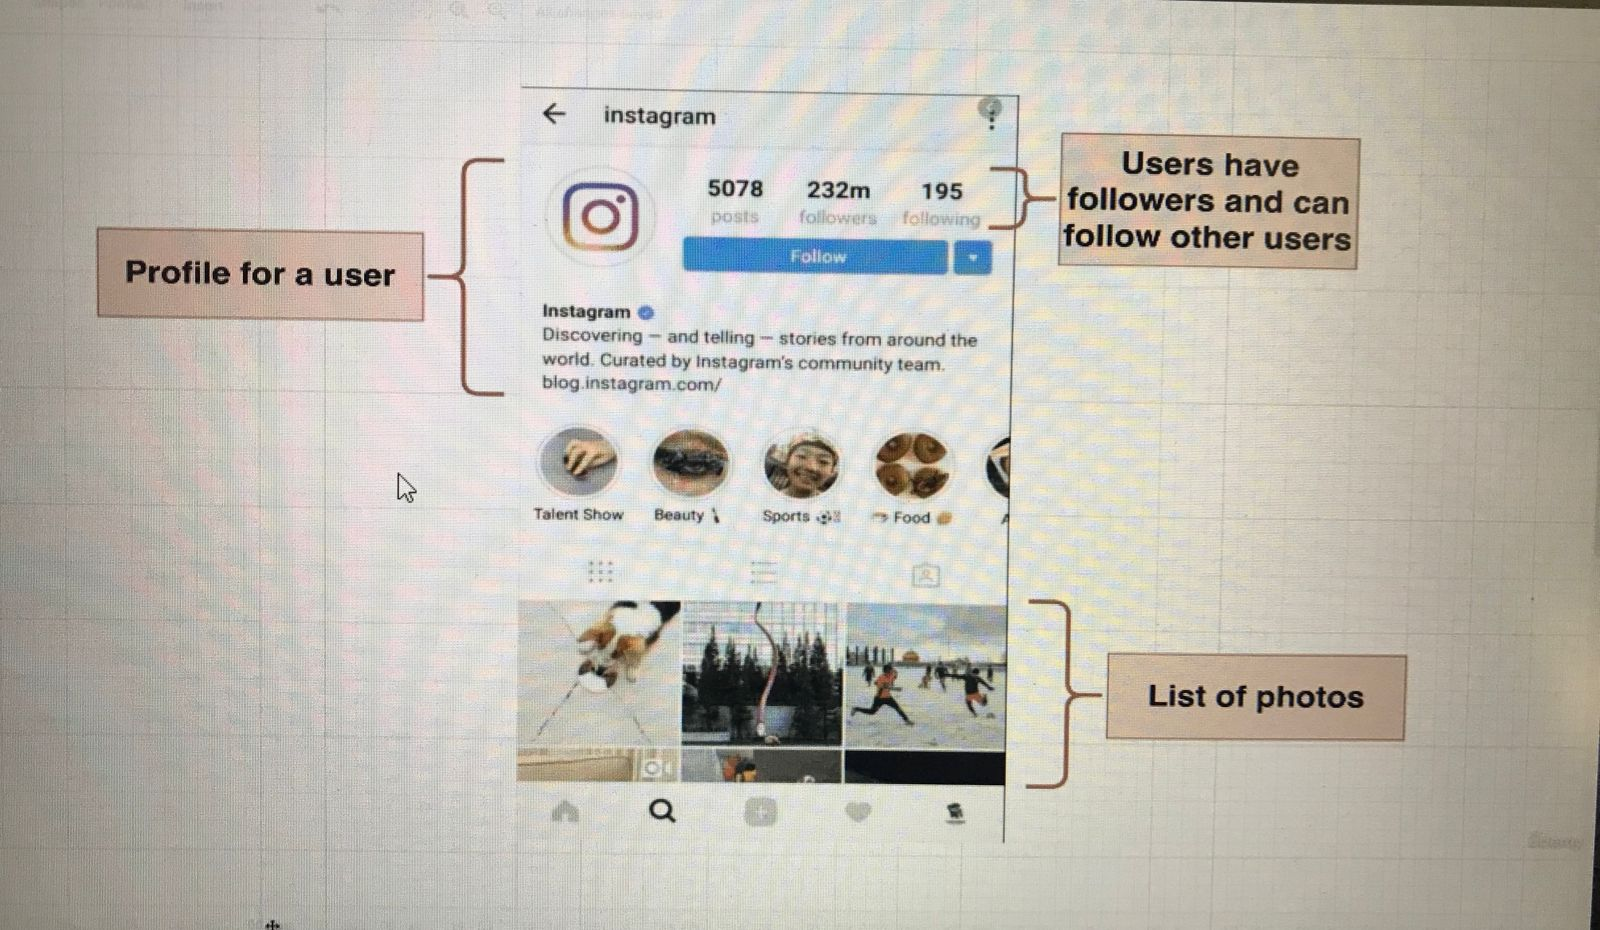 instagram
Users have
followers and can
follow other users
5078 232m 195
posts followers following
Profile for a user
Follow
Instagram
Discovering — and telling — stories from around the
world. Curated by Instagram's community team.
blog.instagram.com/
Talent Show Beauty Sports Food
List of photos